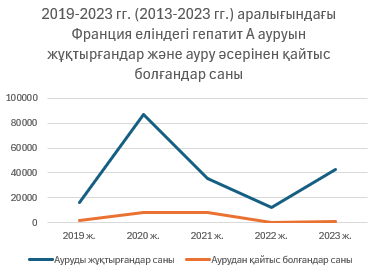 2019-2023 гг. (2013-2023 гг.) аралығындағы
Франция еліндегі гепатит А ауруын
жұқтырғандар және ауру әсерінен қайтыс
болғандар саны
100000
80000
60000
40000
20000
0
2019 ж. 2020 ж. 2021 ж. 2022 ж. 2023 ж.
Ауруды жұқтырғандар саны Аурудан қайтыс болғандар саны